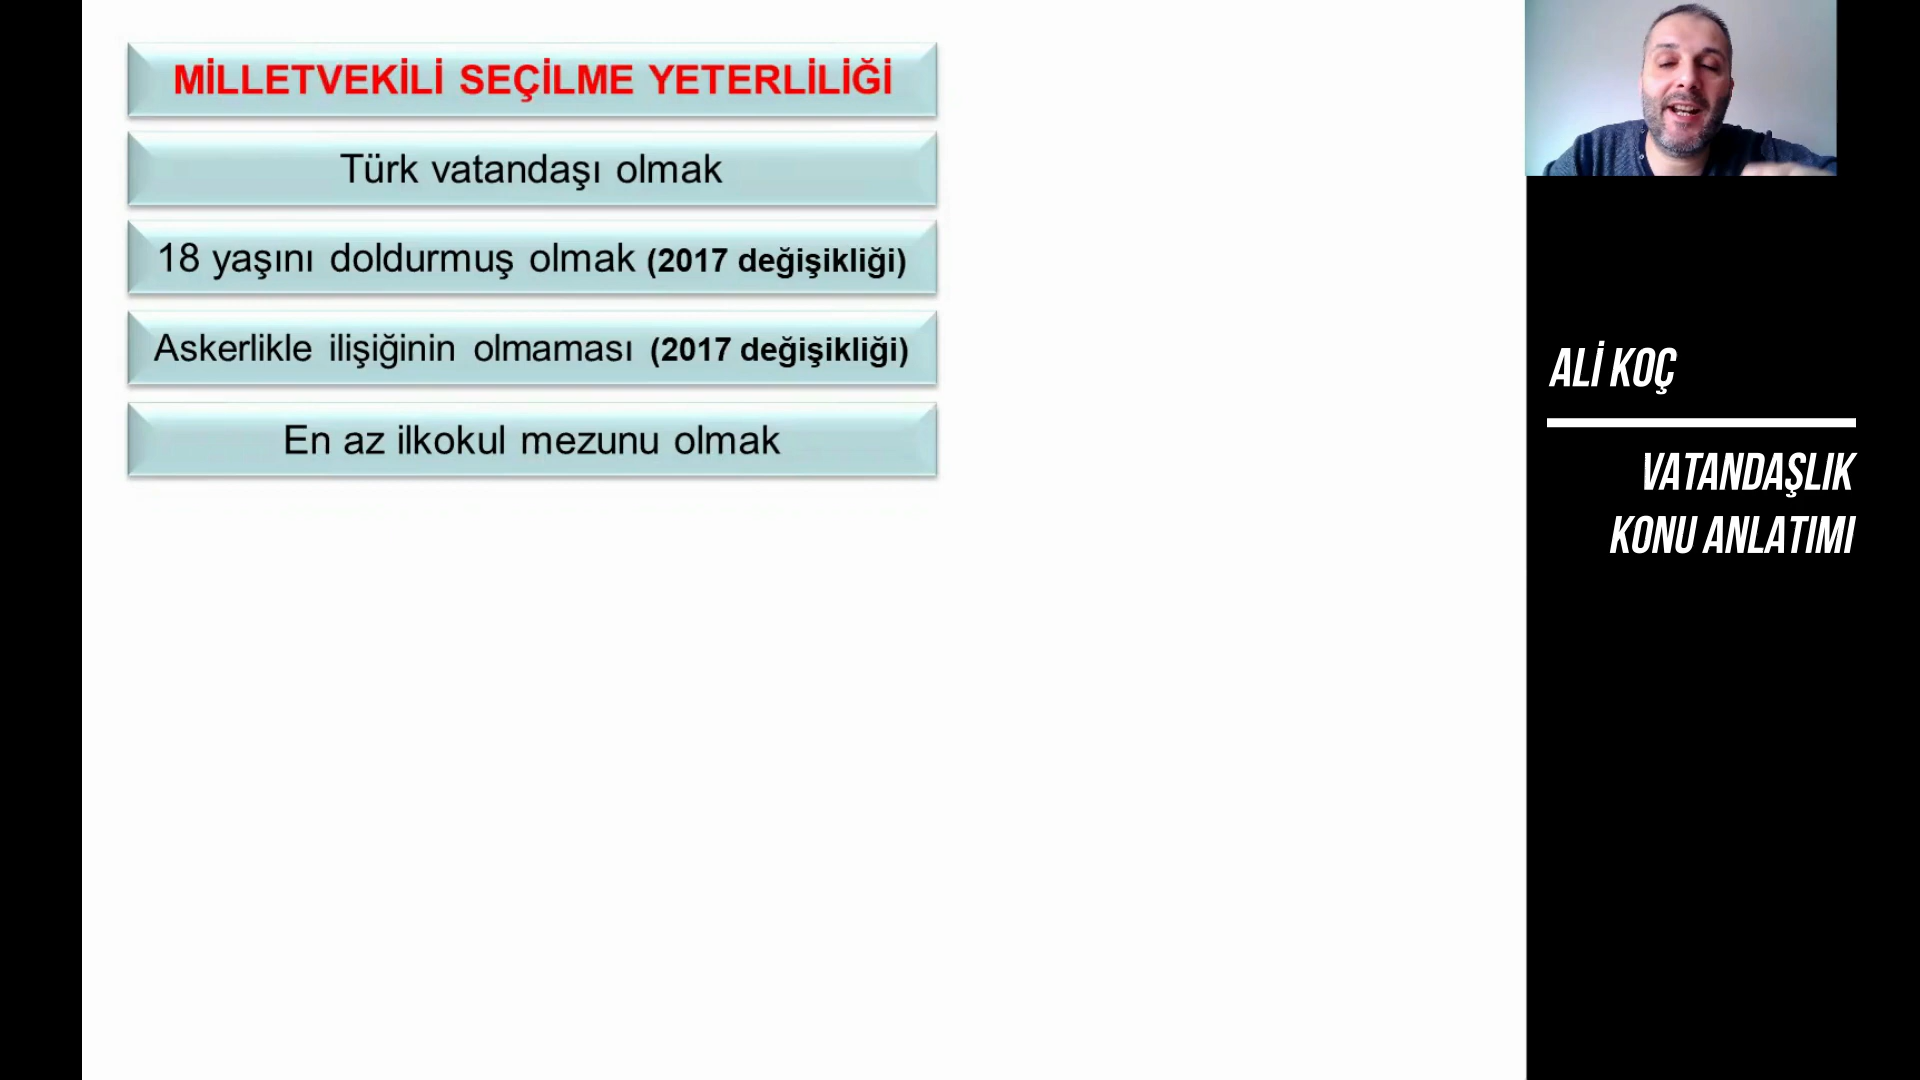 MİLLETVEKİLİ SEÇİLME YETERLİLİĞİ
Türk vatandaşı olmak
18 yaşını doldurmuş olmak (2017 değişikliği)
Askerlikle ilişiğinin olmaması (2017 değişikliği)
En az ilkokul mezunu olmak
ALİ KOÇ
VATANDAŞLIK
KONU ANLATIMI